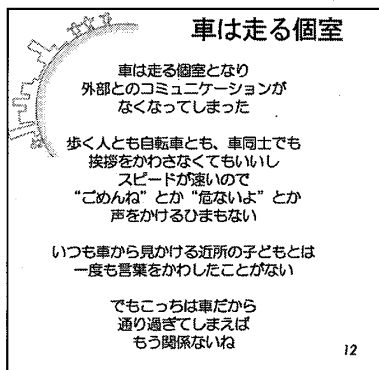 車は走る個室
車は走る個室となり
外部とのコミュニケーションが
なくなってしまった
歩く人とも自転車とも、車同士でも
挨拶をかわさなくてもいいし
スピードが速いので
“ごめんね”とか“危ないよ”とか
声をかけるひまもない
いつも車から見かける近所の子どもとは
一度も言葉をかわしたことがない
でもこっちは車だから
通り過ぎてしまえば
もう関係ないね
12